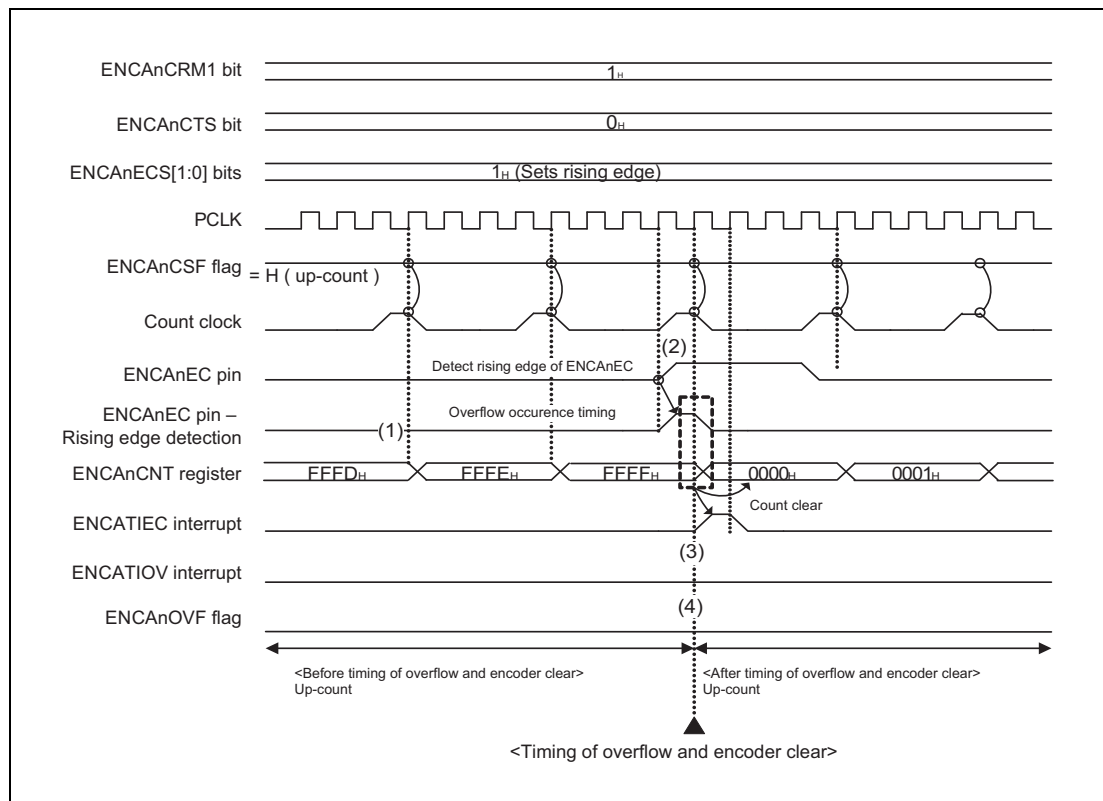 ENCAnCRM1 bit
1H
ENCAnCTS bit
0H
ENCAnECS[1:0] bits
1H (Sets rising edge)
PCLK
ENCAnCSF flag
= H ( up-count )
Count clock
(2)
Detect rising edge of ENCAnEC
ENCAnEC pin
ENCAnEC pin –
Rising edge detection
Overflow occurence timing
(1)
ENCAnCNT register
FFFDH
FFFEH
FFFFH
0000H
0001H
Count clear
ENCATIEC interrupt
(3)
ENCATIOV interrupt
(4)
ENCAnOVF flag
<Before timing of overflow and encoder clear>
Up-count
<After timing of overflow and encoder clear>
Up-count
<Timing of overflow and encoder clear>